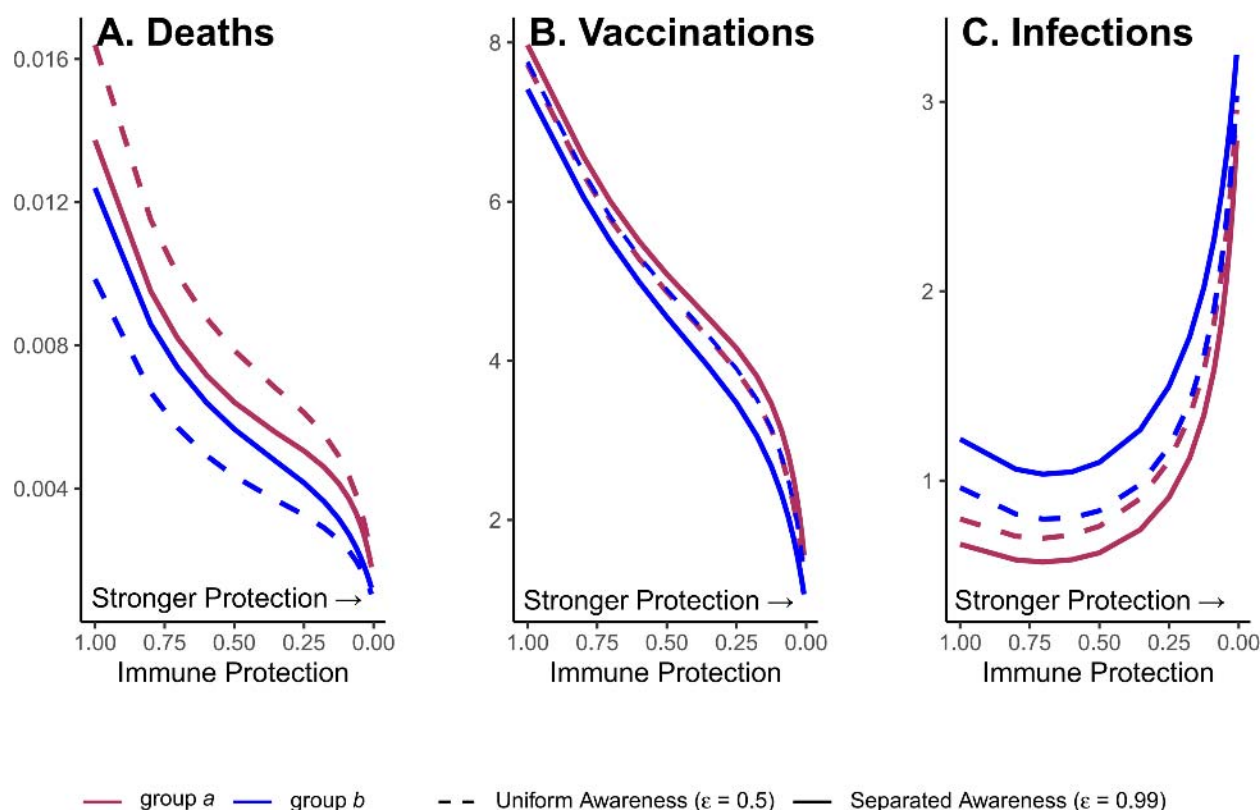 A. Deaths
0.016
0.012
0.008
0.004
Stronger Protection →
1.00 0.75 0.50 0.25 0.00
Immune Protection
B. Vaccinations
8
6
4
2
Stronger Protection →
1.00 0.75 0.50 0.25 0.00
Immune Protection
C. Infections
3
2
1
Stronger Protection →
1.00 0.75 0.50 0.25 0.00
Immune Protection
group a group b Uniform Awareness (ε = 0.5) Separated Awareness (ε = 0.99)